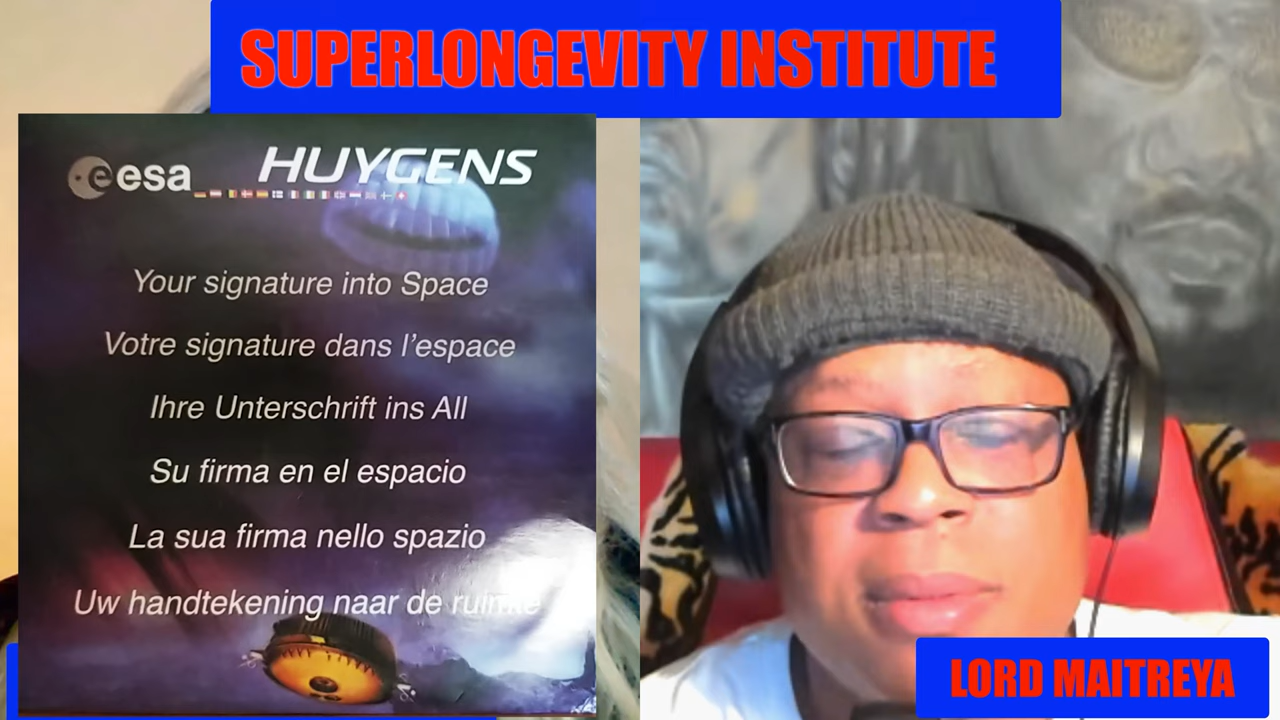 SUPERLONGEVITY INSTITUTE
esa
HUYGENS
Your signature into Space
Votre signature dans l'espace
Ihre Unterschrift ins All
Su firma en el espacio
La sua firma nello spazio
Uw handtekening naar de ruimte
LORD MAITREYA